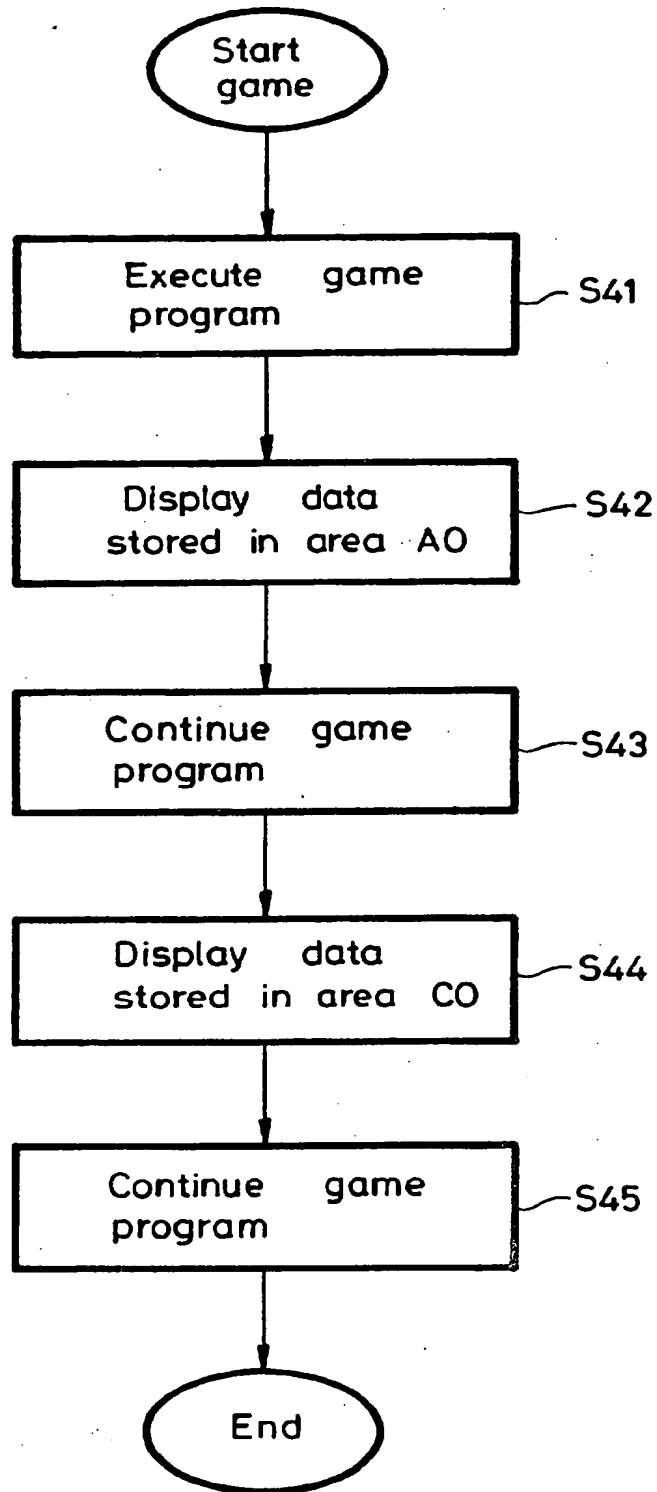 Start
game
Execute game
program
S41
Display data
stored in area AO
S42
Continue game
program
S43
Display data
stored in area CO
S44
Continue game
program
S45
End